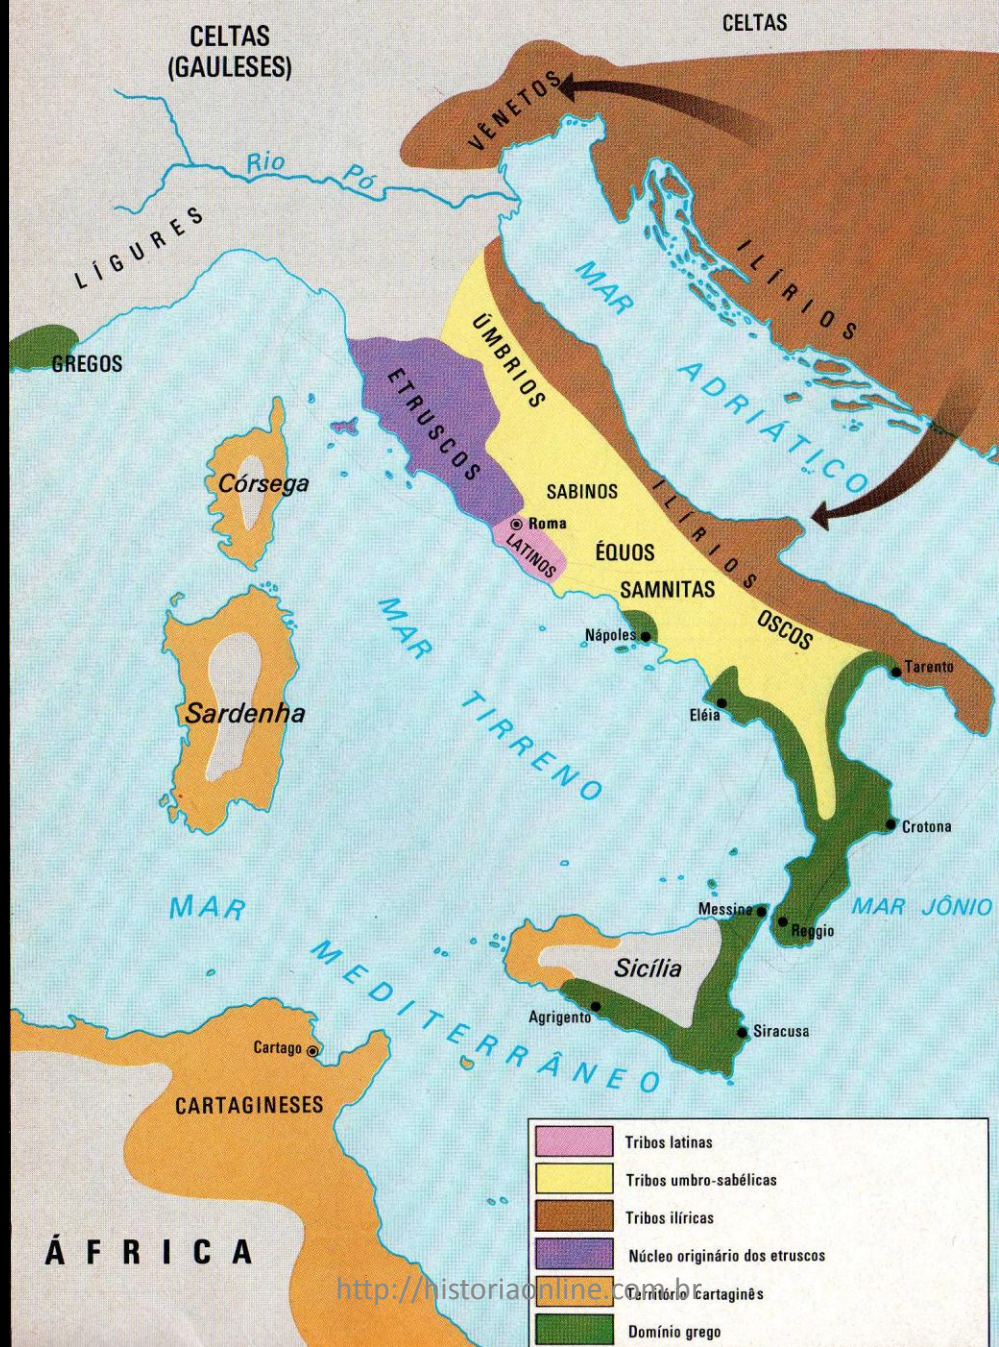 CELTAS
(GAULESES)
CELTAS
VÊNETOS
Rio Pó
LÍGURES
ILÍRIOS
MAR ADRIÁTICO
GREGOS
ÚMBRIOS
ETRUSCOS
Córsega
SABINOS
ILÍRIOS
Roma
LATINOS
ÉQUOS
SAMNITAS
OSCOS
Nápoles
Tarento
MAR TIRRENO
Sardenha
Eléia
Crotona
MAR MEDITERRÂNEO
Messina
MAR JÔNIO
Reggio
Sicília
Agrigento
Siracusa
Cartago
CARTAGINESES
ÁFRICA
Tribos latinas
Tribos umbro-sabélicas
Tribos ilíricas
Núcleo originário dos etruscos
Território cartaginês
Domínio grego
http://historiaonline.com.br